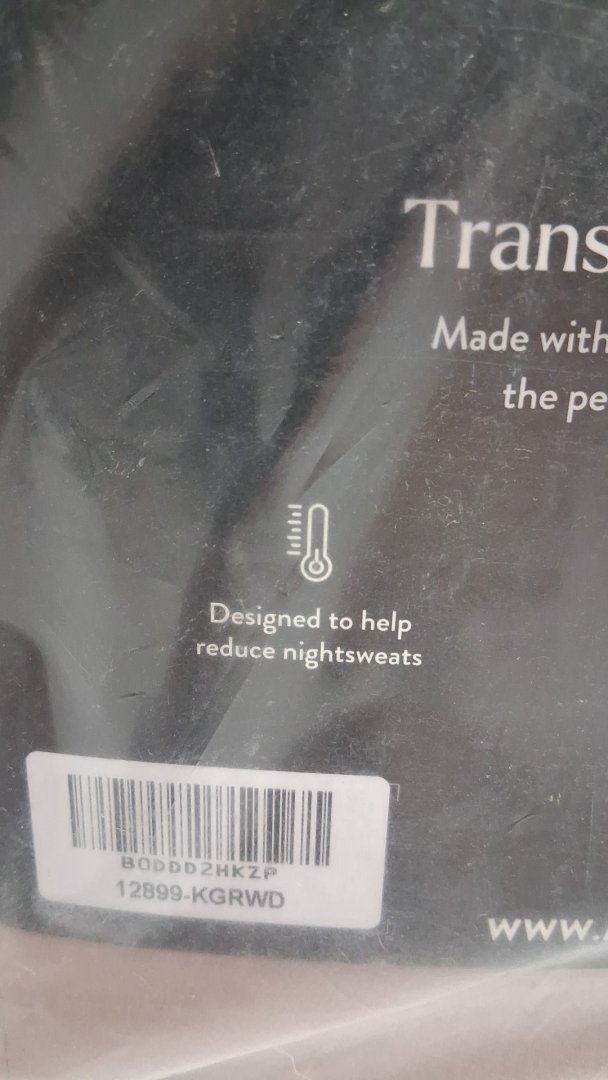 Trans
Made with
the pe
Designed to help
reduce nightsweats
B0DDD2HKZP
12899-KGRWD
www.